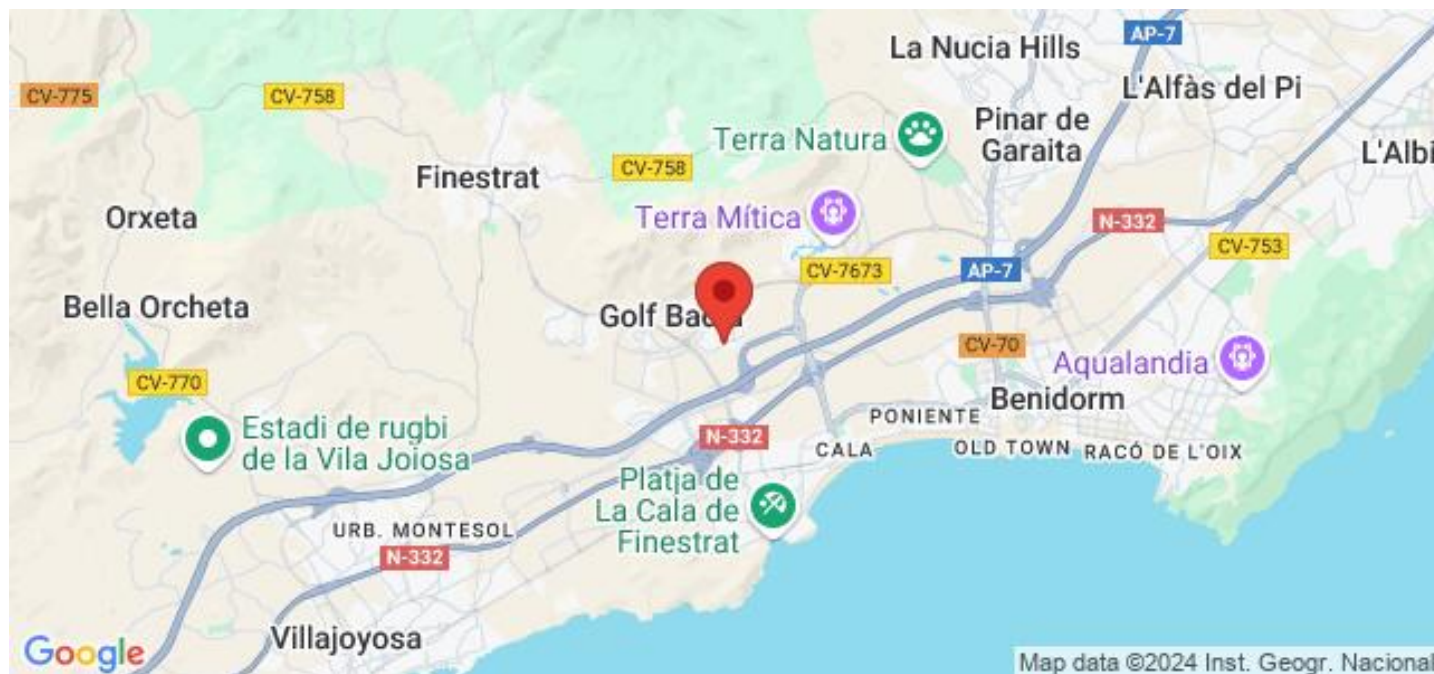 La Nucia Hills
AP-7
L'Alfàs del Pi
CV-775
CV-758
Terra Natura
Pinar de
Garaita
L'Albi
Finestrat
CV-758
Orxeta
Terra Mítica
N-332
CV-753
CV-7673
AP-7
Bella Orcheta
Golf
CV-70
Aqualandia
CV-770
Benidorm
PONIENTE
Estadi de rugbi
de la Vila Joiosa
N-332
CALA
OLD TOWN
RACÓ DE L'OIX
Platja de
La Cala de
Finestrat
URB. MONTESOL
N-332
Villajoyosa
Google
Map data ©2024 Inst. Geogr. Nacional